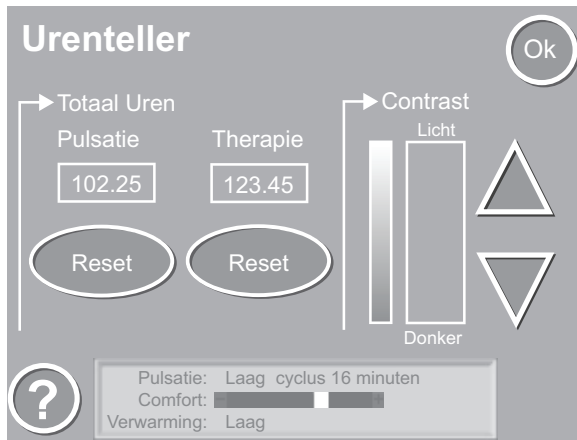 Urenteller
Ok
Totaal Uren
Pulsatie
Therapie
102.25
123.45
Reset
Reset
Contrast
Licht
Donker
?
Pulsatie: Laag cyclus 16 minuten
Comfort: - +
Verwarming: Laag